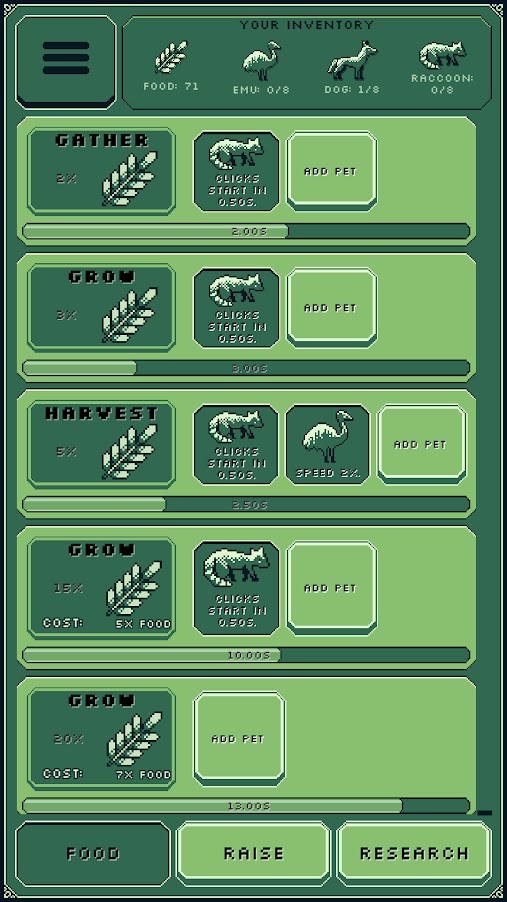 YOUR INVENTORY
FOOD: 71
EMU: 0/8
DOG: 1/8
RACCOON:
0/8
GATHER
2X
CLICKS
START IN
0.50S.
ADD PET
2.00S
GROW
3X
CLICKS
START IN
0.50S.
ADD PET
3.00S
HARVEST
5X
CLICKS
START IN
0.50S.
SPEED 2X.
ADD PET
2.50S
GROW
15X
COST: 5X FOOD
CLICKS
START IN
0.50S.
ADD PET
10.00S
GROW
20X
COST: 7X FOOD
ADD PET
13.00S
FOOD
RAISE
RESEARCH